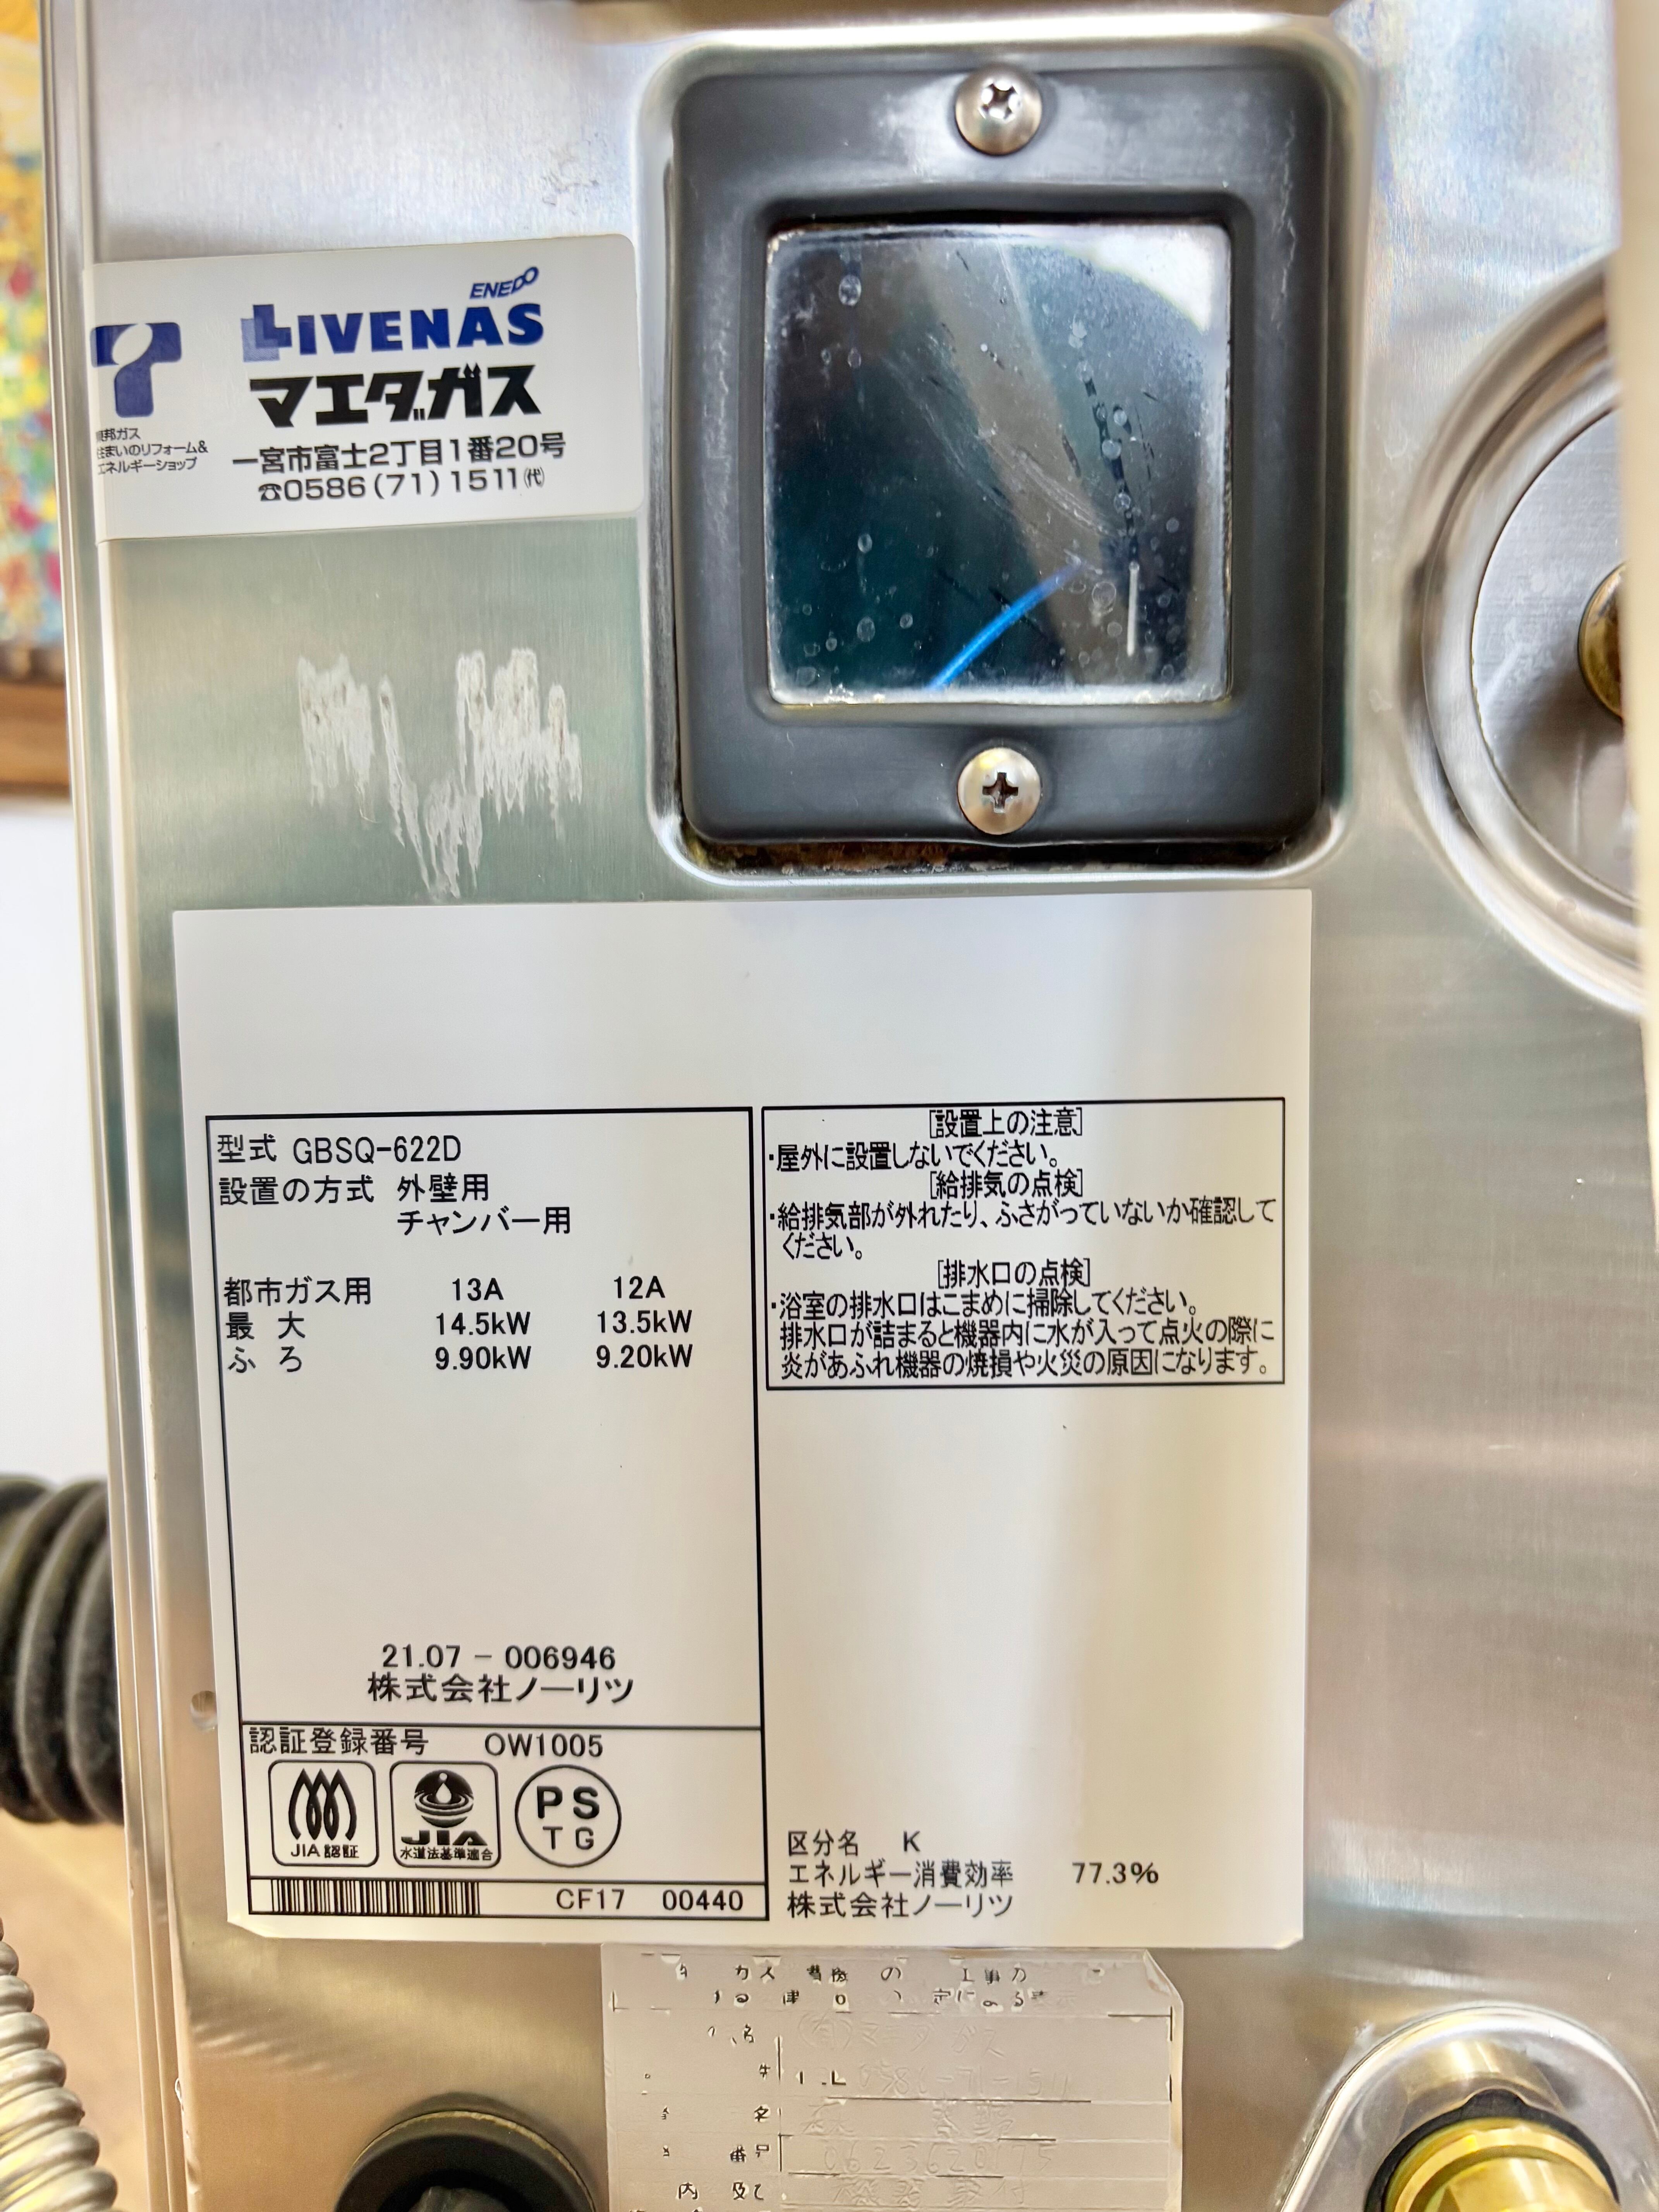 ENEDO
LIVENAS
マエダガス
邦ガス
住まいのリフォーム&
エネルギーショップ
一宮市富士2丁目1番20号
☎0586(71)1511㈹
型式 GBSQ-622D
設置の方式 外壁用
チャンバー用
都市ガス用 13A 12A
最 大 14.5kW 13.5kW
ふ ろ 9.90kW 9.20kW
21.07 - 006946
株式会社ノーリツ
認証登録番号 OW1005
JIA認証
JIA
水道法基準適合
PS
TG
CF17 00440
[設置上の注意]
・屋外に設置しないでください。
[給排気の点検]
・給排気部が外れたり、ふさがっていないか確認して
ください。
[排水口の点検]
・浴室の排水口はこまめに掃除してください。
排水口が詰まると機器内に水が入って点火の際に
炎があふれ機器の焼損や火災の原因になります。
区分名 K
エネルギー消費効率 77.3%
株式会社ノーリツ